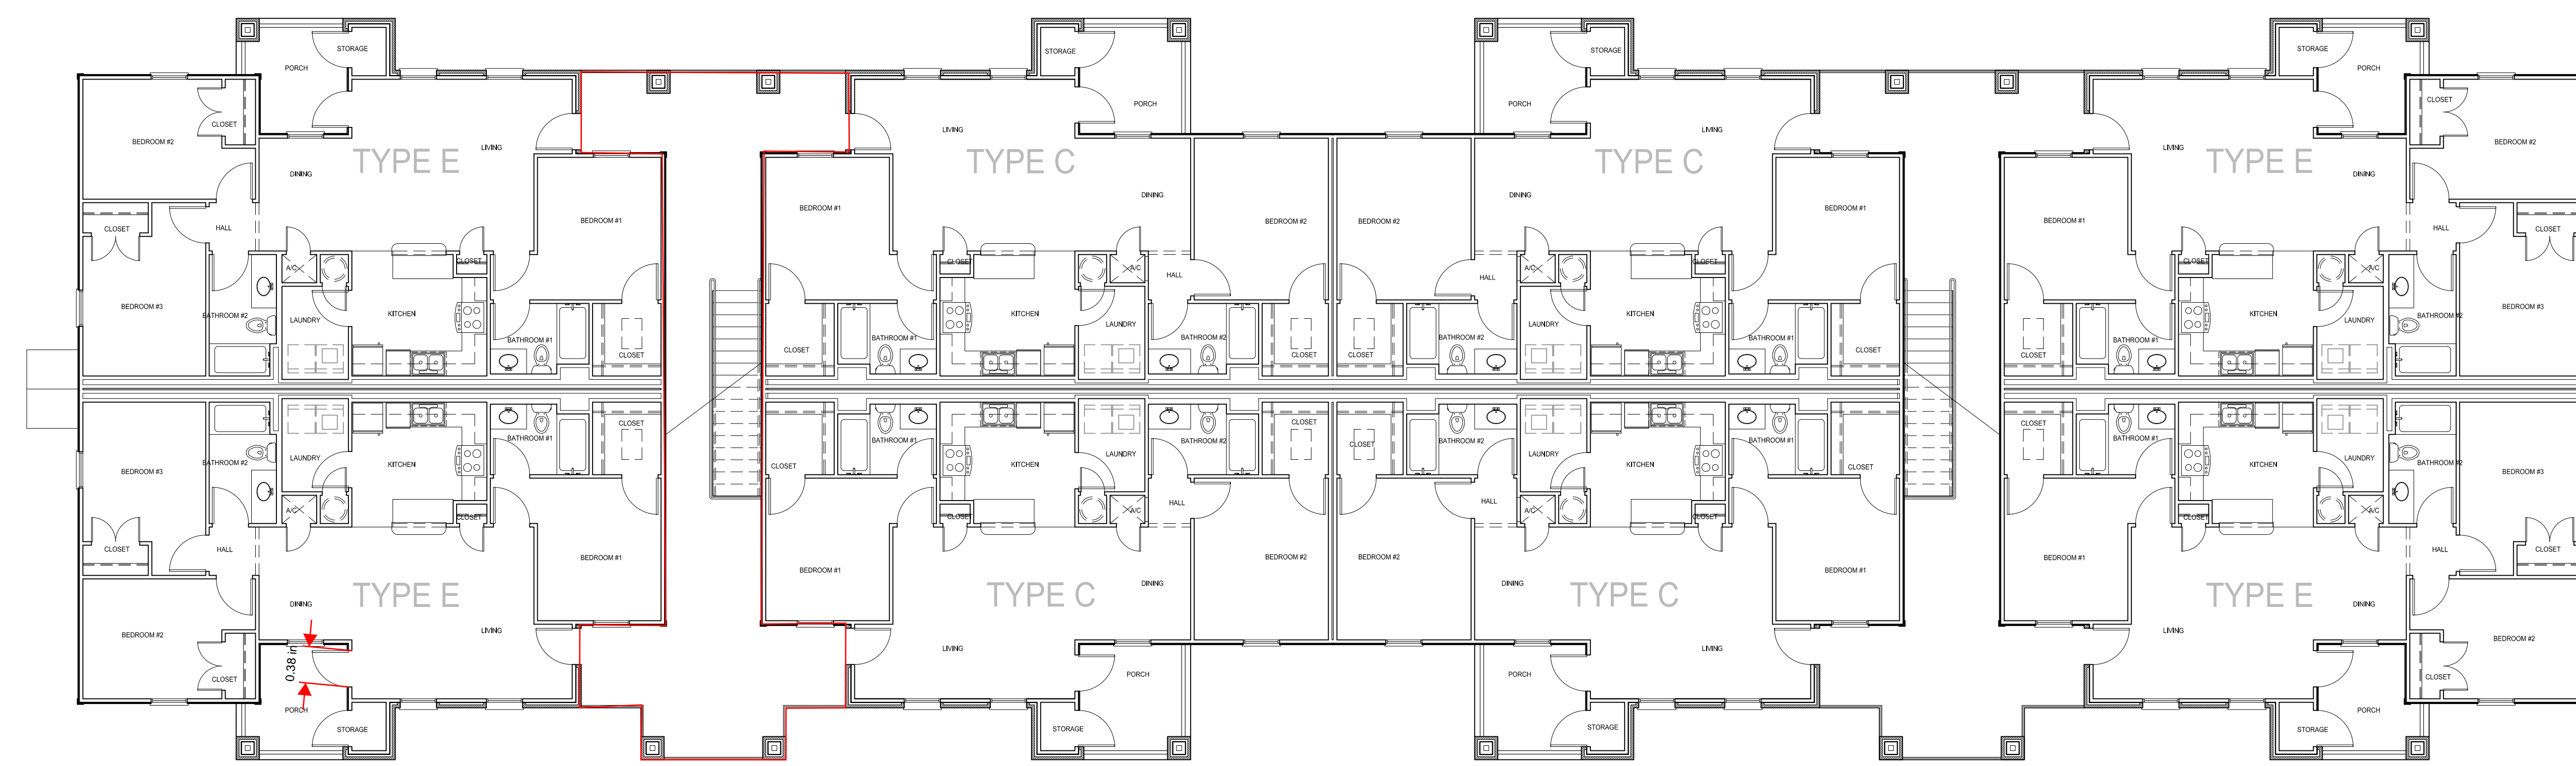 STORAGE
STORAGE
STORAGE
STORAGE
PORCH
PORCH
PORCH
PORCH
CLOSET
BEDROOM #2
LIVING
TYPE E
DINING
LIVING
TYPE C
DINING
LIVING
TYPE C
DINING
LIVING
TYPE E
DINING
CLOSET
BEDROOM #2
BEDROOM #1
BEDROOM #1
BEDROOM #2
BEDROOM #2
BEDROOM #1
BEDROOM #1
CLOSET
HALL
HALL
CLOSET
A/C
CLOSET
CLOSET
A/C
HALL
HALL
A/C
CLOSET
CLOSET
A/C
BEDROOM #3
BATHROOM #2
LAUNDRY
KITCHEN
BATHROOM #1
CLOSET
CLOSET
BATHROOM #1
KITCHEN
LAUNDRY
BATHROOM #2
CLOSET
CLOSET
BATHROOM #2
LAUNDRY
KITCHEN
BATHROOM #1
CLOSET
CLOSET
BATHROOM #1
KITCHEN
LAUNDRY
BATHROOM #2
BEDROOM #3
BEDROOM #3
BATHROOM #2
LAUNDRY
KITCHEN
BATHROOM #1
CLOSET
CLOSET
BATHROOM #1
KITCHEN
LAUNDRY
BATHROOM #2
CLOSET
CLOSET
BATHROOM #2
LAUNDRY
KITCHEN
BATHROOM #1
CLOSET
CLOSET
BATHROOM #1
KITCHEN
LAUNDRY
BATHROOM #2
BEDROOM #3
A/C
CLOSET
CLOSET
A/C
HALL
HALL
A/C
CLOSET
CLOSET
A/C
CLOSET
HALL
BEDROOM #1
BEDROOM #1
BEDROOM #2
BEDROOM #2
BEDROOM #1
BEDROOM #1
HALL
CLOSET
DINING
TYPE E
LIVING
TYPE C
DINING
LIVING
DINING
TYPE C
LIVING
TYPE E
LIVING
DINING
BEDROOM #2
CLOSET
0.38 in
BEDROOM #2
CLOSET
PORCH
PORCH
PORCH
PORCH
STORAGE
STORAGE
STORAGE
STORAGE